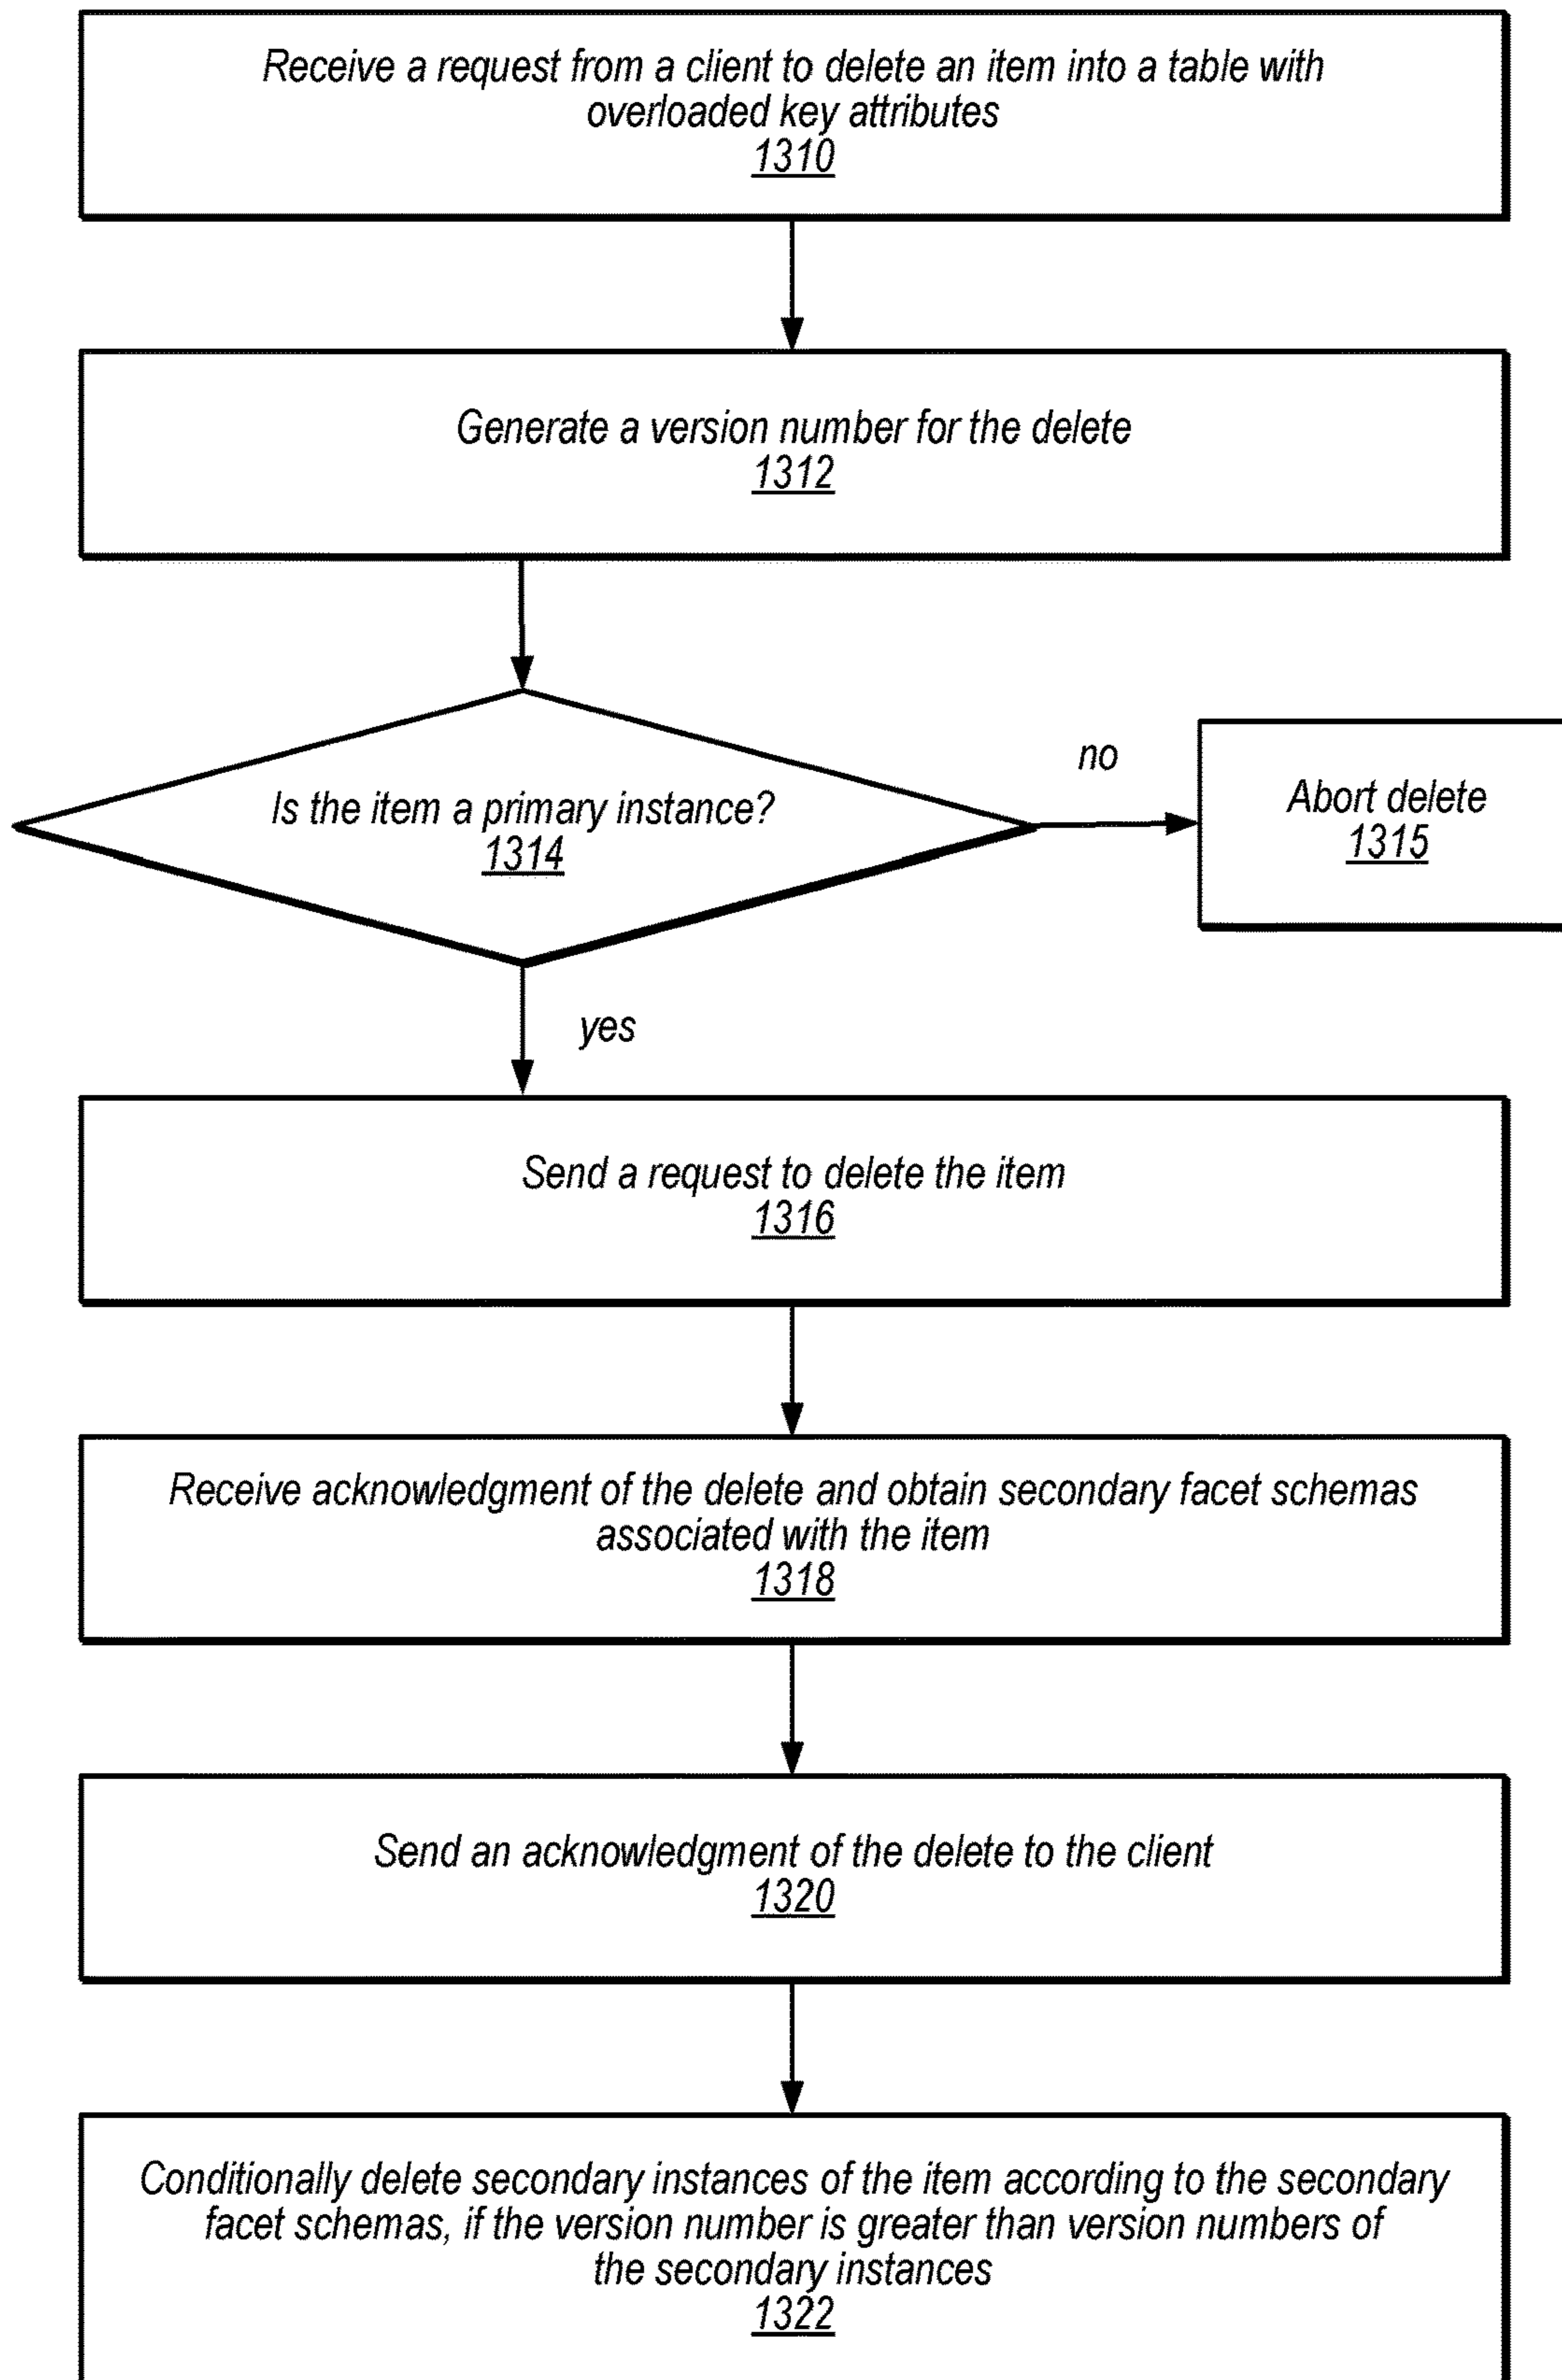 Receive a request from a client to delete an item into a table with
overloaded key attributes
1310
Generate a version number for the delete
1312
Is the item a primary instance?
1314
no
Abort delete
1315
yes
Send a request to delete the item
1316
Receive acknowledgment of the delete and obtain secondary facet schemas
associated with the item
1318
Send an acknowledgment of the delete to the client
1320
Conditionally delete secondary instances of the item according to the secondary
facet schemas, if the version number is greater than version numbers of
the secondary instances
1322